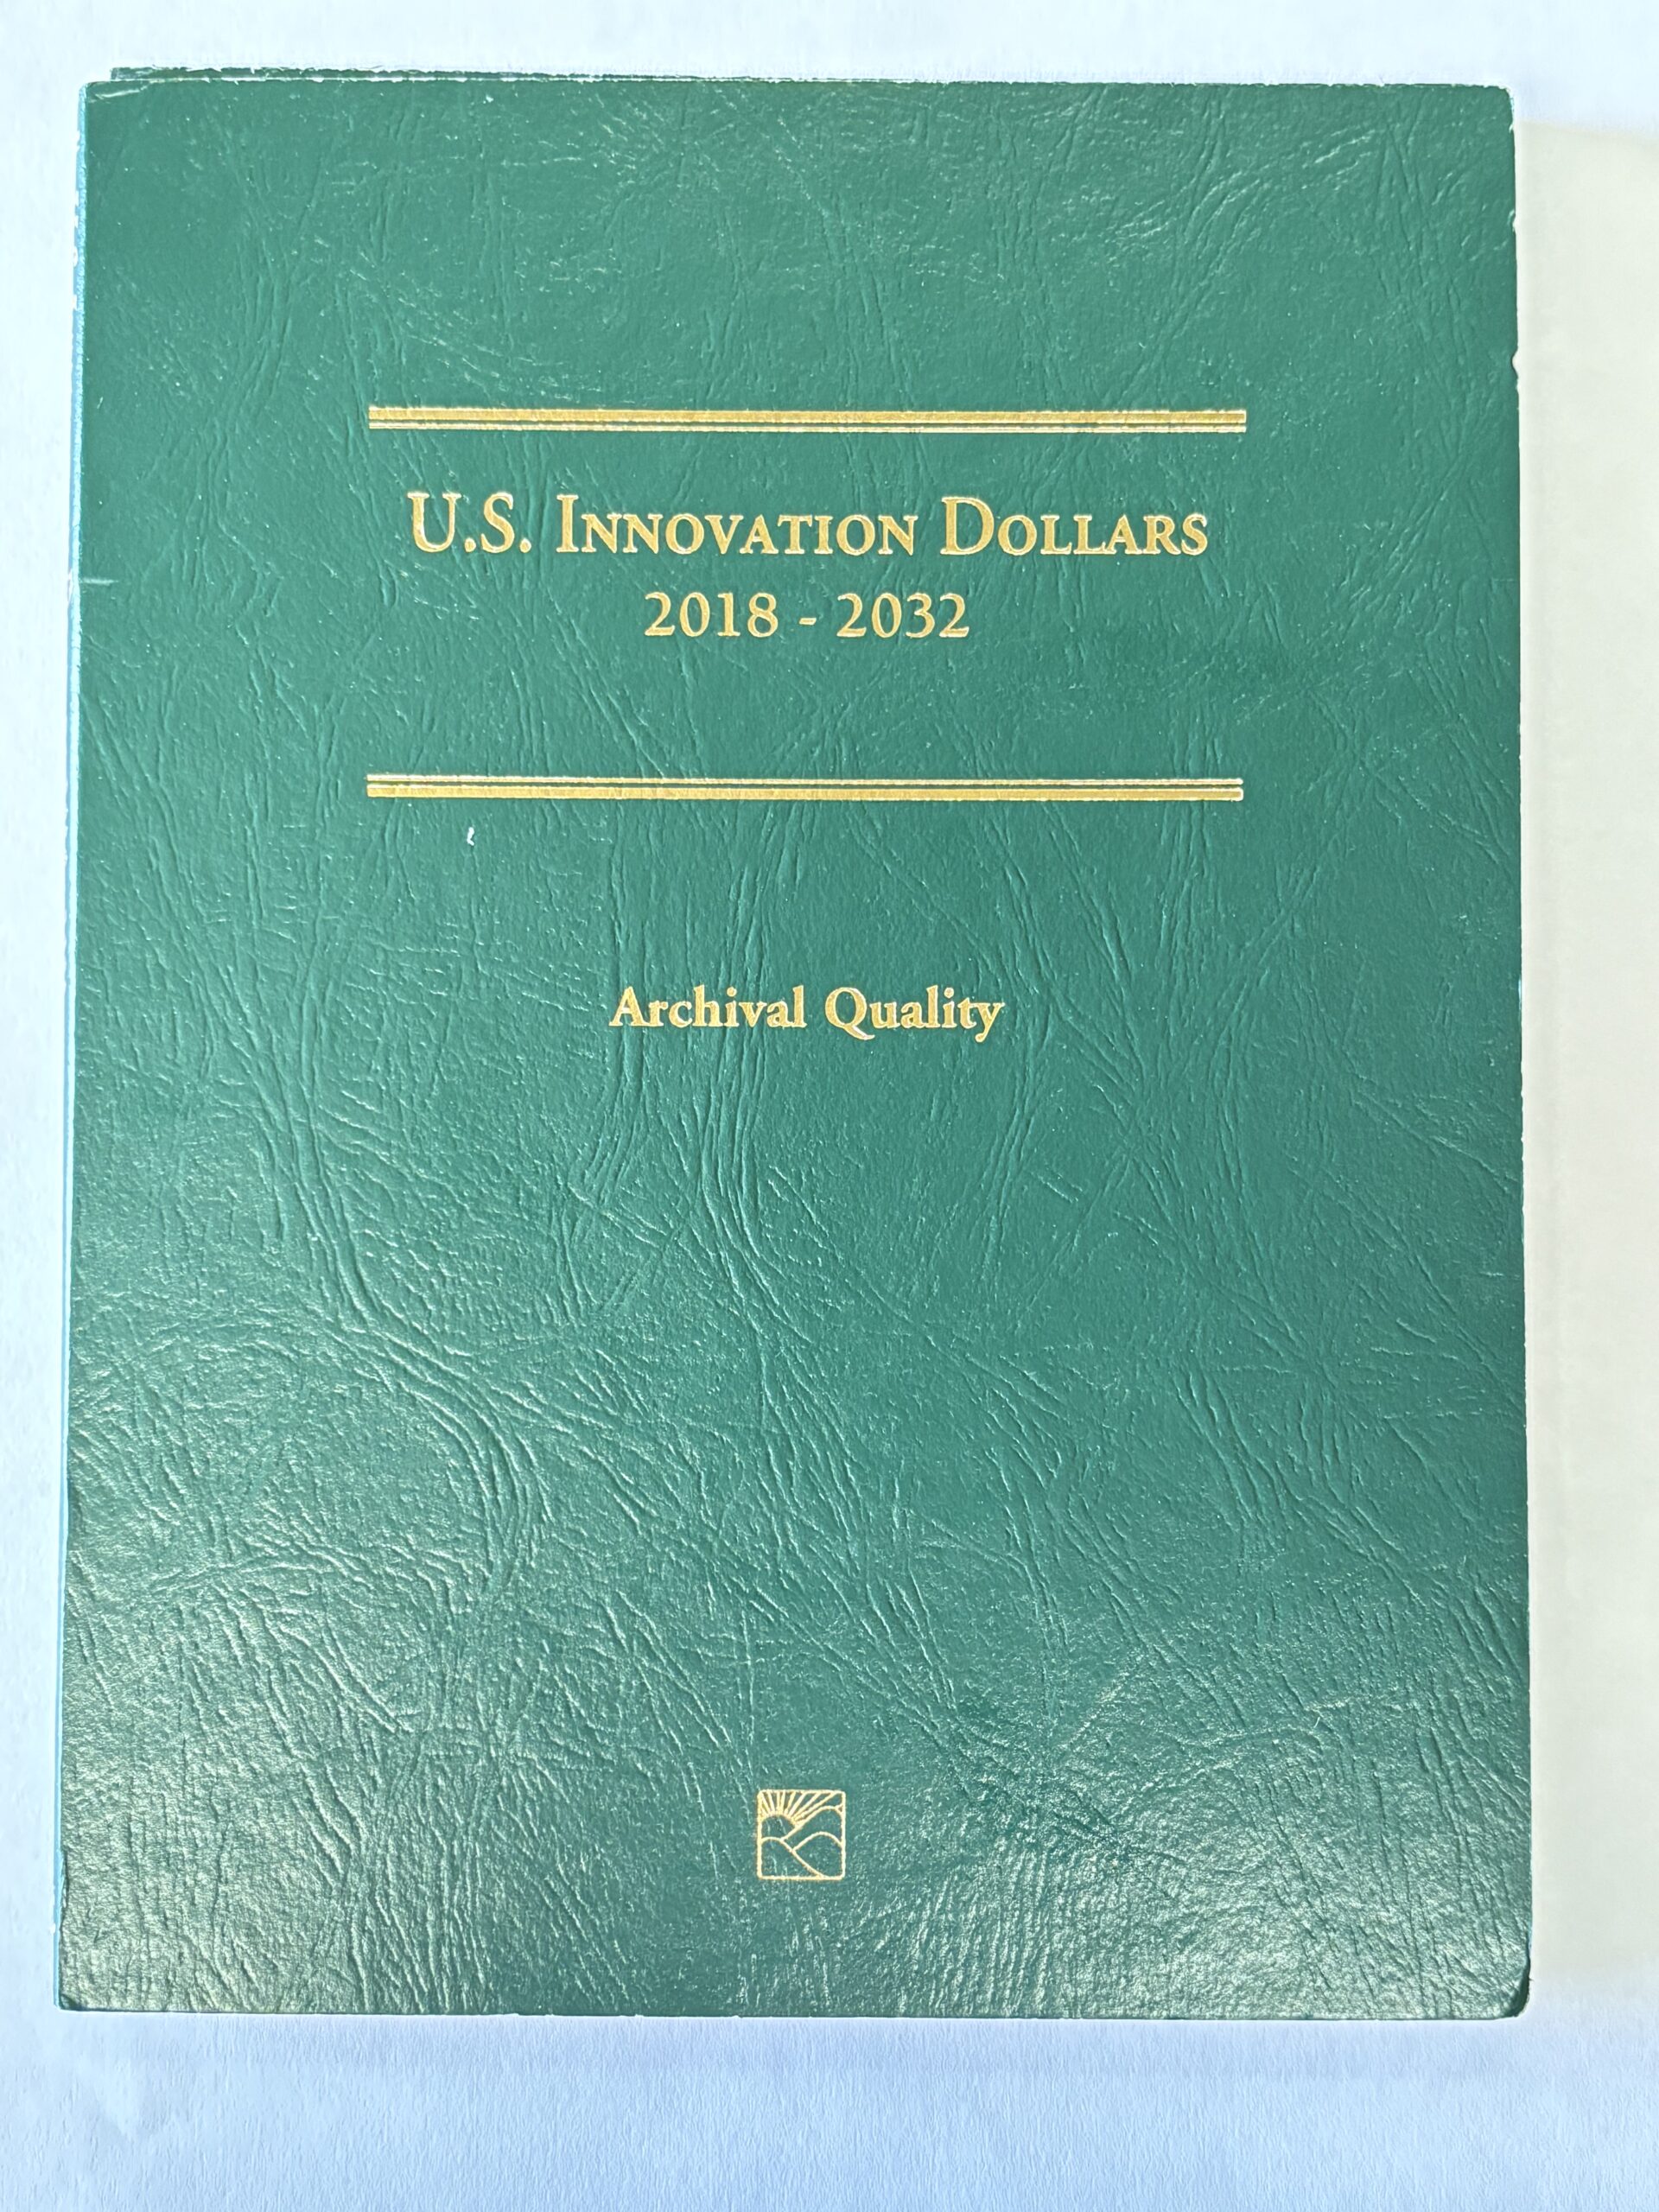 U.S. Innovation Dollars
2018 - 2032
Archival Quality